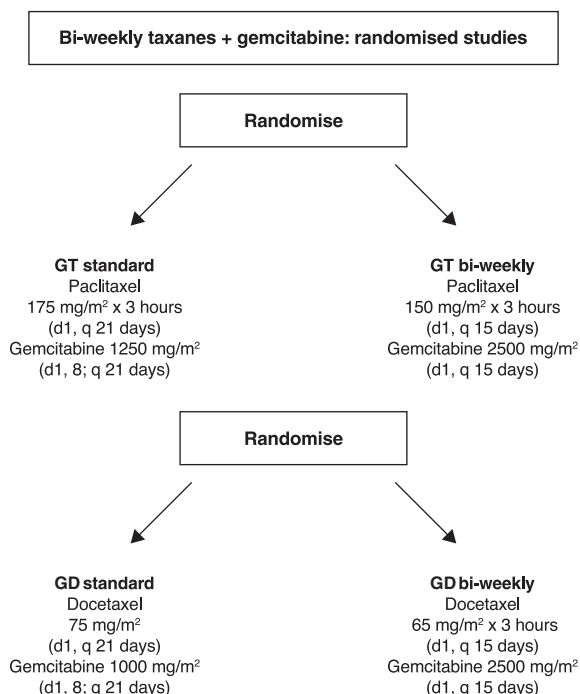 Bi-weekly taxanes + gemcitabine: randomised studies
Randomise
GT standard
Paclitaxel
175 mg/m² x 3 hours
(d1, q 21 days)
Gemcitabine 1250 mg/m²
(d1, 8; q 21 days)
GT bi-weekly
Paclitaxel
150 mg/m² x 3 hours
(d1, q 15 days)
Gemcitabine 2500 mg/m²
(d1, q 15 days)
Randomise
GD standard
Docetaxel
75 mg/m²
(d1, q 21 days)
Gemcitabine 1000 mg/m²
(d1, 8; q 21 days)
GD bi-weekly
Docetaxel
65 mg/m² x 3 hours
(d1, q 15 days)
Gemcitabine 2500 mg/m²
(d1, q 15 days)